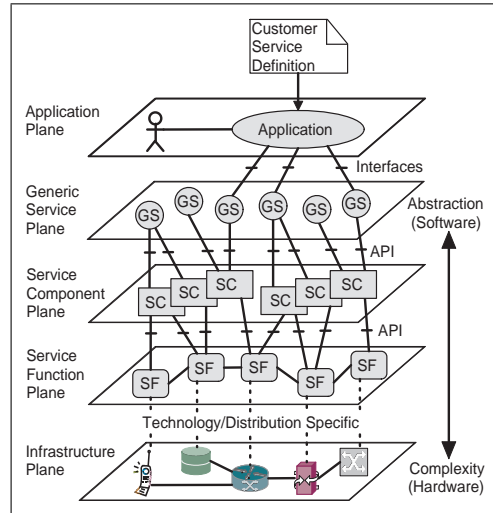 Customer
Service
Definition
Application
Plane
Application
Interfaces
Generic
Service
Plane
GS
GS
GS
GS
GS
GS
Abstraction
(Software)
API
Service
Component
Plane
SC
SC
SC
SC
SC
SC
API
Service
Function
Plane
SF
SF
SF
SF
SF
Technology/Distribution Specific
Infrastructure
Plane
Complexity
(Hardware)